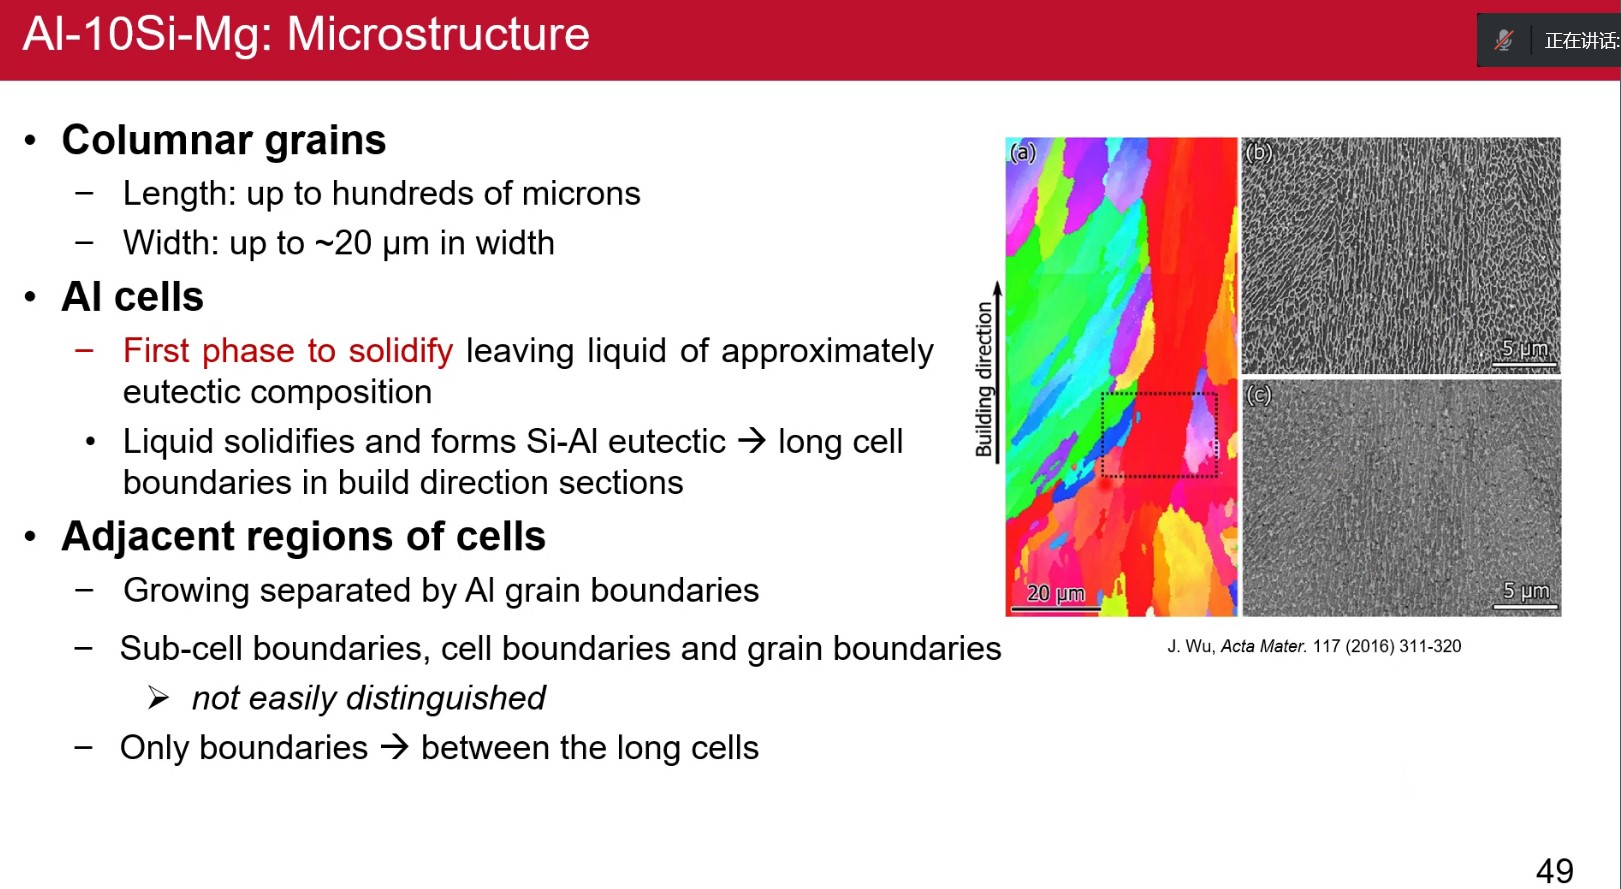 Al-10Si-Mg: Microstructure
正在讲话:
• Columnar grains
– Length: up to hundreds of microns
– Width: up to ~20 μm in width
• Al cells
– First phase to solidify leaving liquid of approximately
eutectic composition
• Liquid solidifies and forms Si-Al eutectic → long cell
boundaries in build direction sections
• Adjacent regions of cells
– Growing separated by Al grain boundaries
– Sub-cell boundaries, cell boundaries and grain boundaries
➢ not easily distinguished
– Only boundaries → between the long cells
Building direction
(a)
20 μm
(b)
5 μm
(c)
5 μm
J. Wu, Acta Mater. 117 (2016) 311-320
49